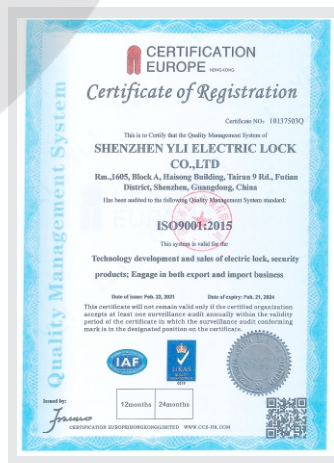 CERTIFICATION
EUROPE HONGKONG
Certificate of Registration
Certificate NO: 10137503Q
This is to Certify that the Quality Management System of
SHENZHEN YLI ELECTRIC LOCK
CO.,LTD
Rm.,1605, Block A, Haisong Building, Tairan 9 Rd., Futian
District, Shenzhen, Guangdong, China
Has been audited to the following Quality Management System standard:
ISO9001:2015
This system is valid for the
Technology development and sales of electric lock, security
products; Engage in both export and import business
Date of issue: Feb. 22, 2021 Date of expiry: Feb. 21, 2024
This certificate will not remain valid only if the certified organization
accepts at least one surveillance audit annually within the validity
period of the certificate in which the surveillance audit conforming
mark is in the designated position on the certificate.
Quality Management System
IAF
UKAS
QUALITY
MANAGEMENT
Issued by:
12months 24months
CERTIFICATION EUROPE(HONGKONG)LIMITED WWW.CCS-HK.COM